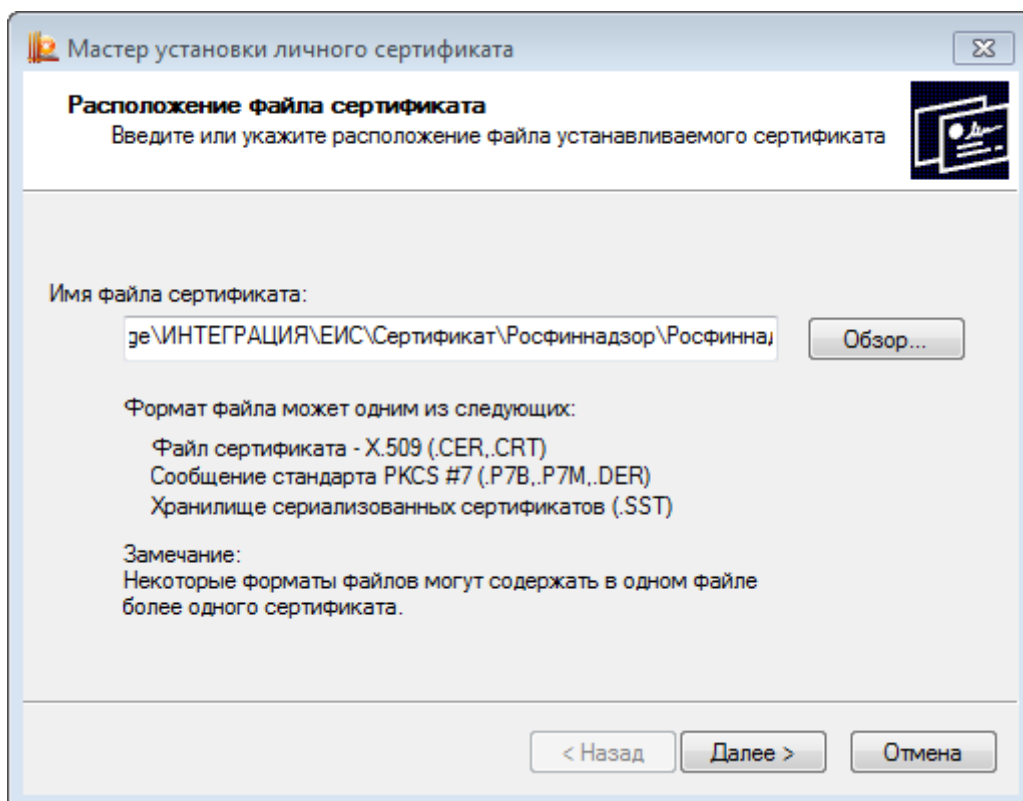 Мастер установки личного сертификата
Расположение файла сертификата
Введите или укажите расположение файла устанавливаемого сертификата
Имя файла сертификата:
ge\ИНТЕГРАЦИЯ\ЕИС\Сертификат\Росфиннадзор\Росфиннад
Обзор...
Формат файла может одним из следующих:
Файл сертификата - X.509 (.CER,.CRT)
Сообщение стандарта PKCS #7 (.P7B,.P7M,.DER)
Хранилище сериализованных сертификатов (.SST)
Замечание:
Некоторые форматы файлов могут содержать в одном файле
более одного сертификата.
< Назад
Далее >
Отмена